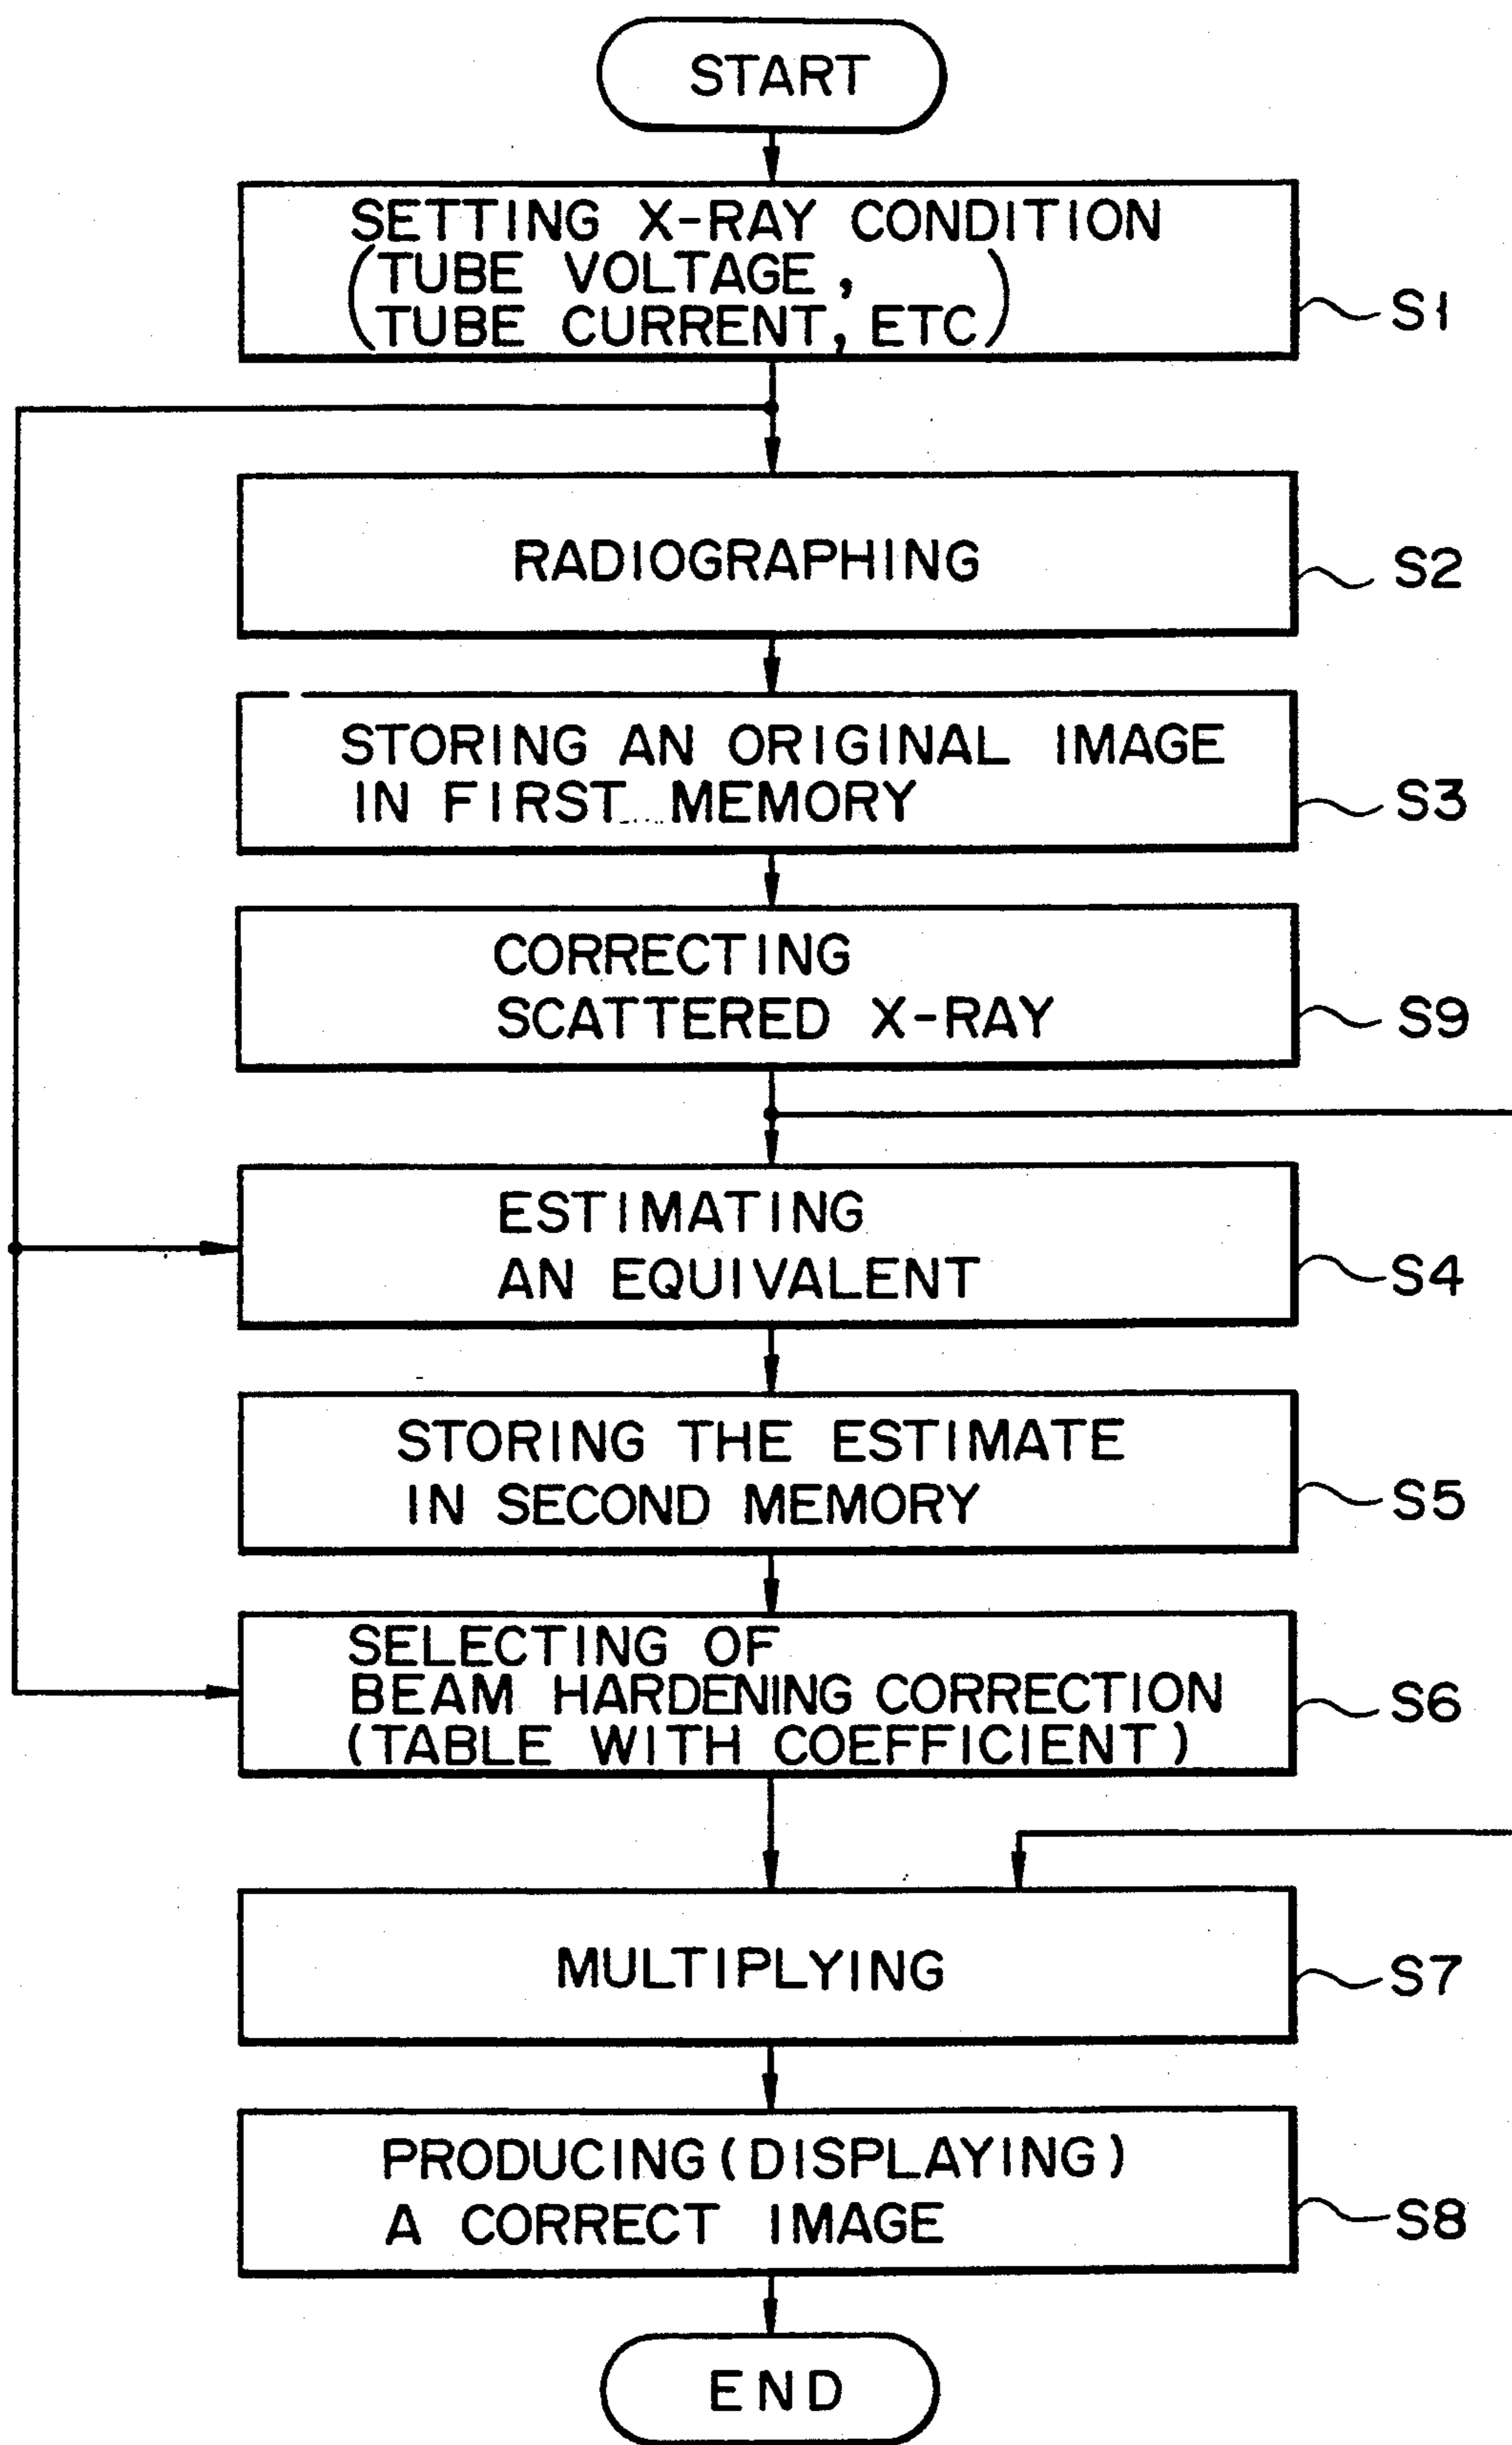 START
SETTING X-RAY CONDITION
(TUBE VOLTAGE,
TUBE CURRENT, ETC)
S1
RADIOGRAPHING
S2
STORING AN ORIGINAL IMAGE
IN FIRST MEMORY
S3
CORRECTING
SCATTERED X-RAY
S9
ESTIMATING
AN EQUIVALENT
S4
STORING THE ESTIMATE
IN SECOND MEMORY
S5
SELECTING OF
BEAM HARDENING CORRECTION
(TABLE WITH COEFFICIENT)
S6
MULTIPLYING
S7
PRODUCING (DISPLAYING)
A CORRECT IMAGE
S8
END